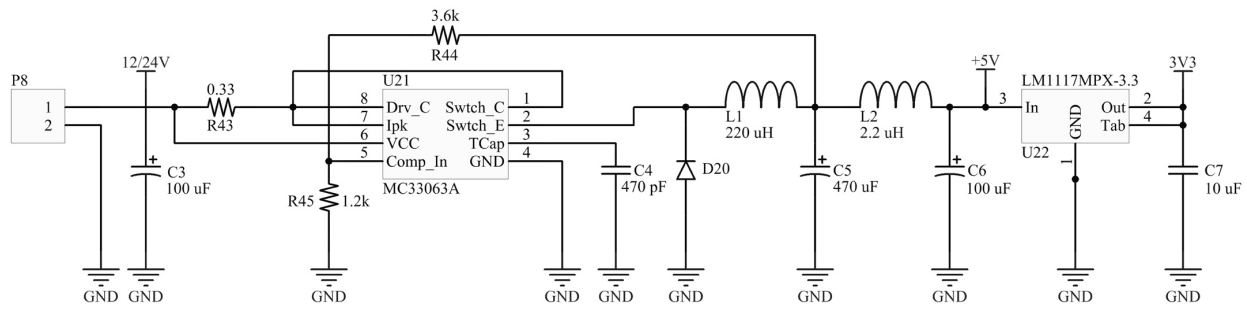 3.6k
R44
12/24V
P8
1
2
0.33
R43
C3
100 uF
GND
GND
R45
1.2k
GND
U21
8 Drv_C Swtch_C 1
7 Ipk Swtch_E 2
6 VCC TCap 3
5 Comp_In GND 4
MC33063A
GND
C4
470 pF
GND
D20
GND
L1
220 uH
C5
470 uF
GND
L2
2.2 uH
+5V
C6
100 uF
GND
LM1117MPX-3.3
3 In Out 2
GND
Tab 4
U22
1
GND
3V3
C7
10 uF
GND